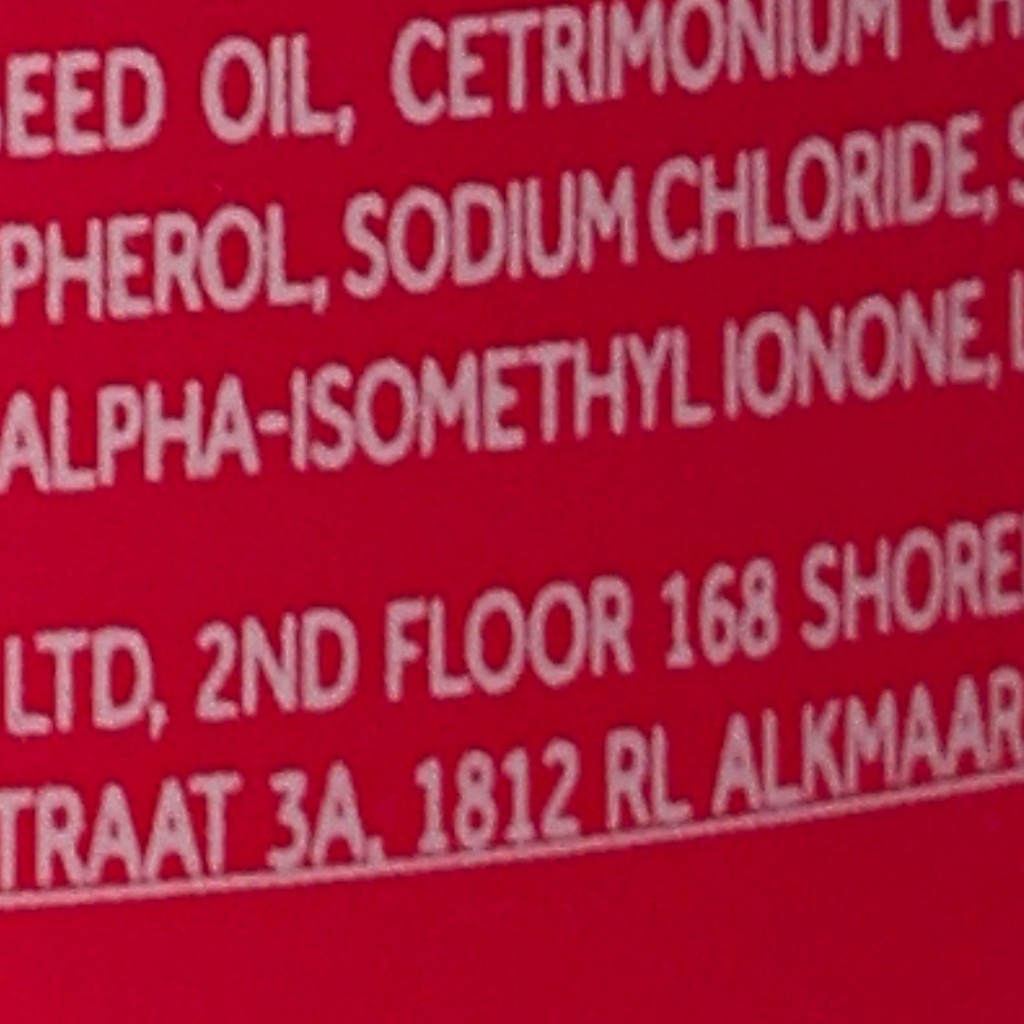 EED OIL, CETRIMONIUM CH
PHEROL, SODIUM CHLORIDE, S
ALPHA-ISOMETHYL IONONE, L
LTD, 2ND FLOOR 168 SHORE
TRAAT 3A, 1812 RL ALKMAAR